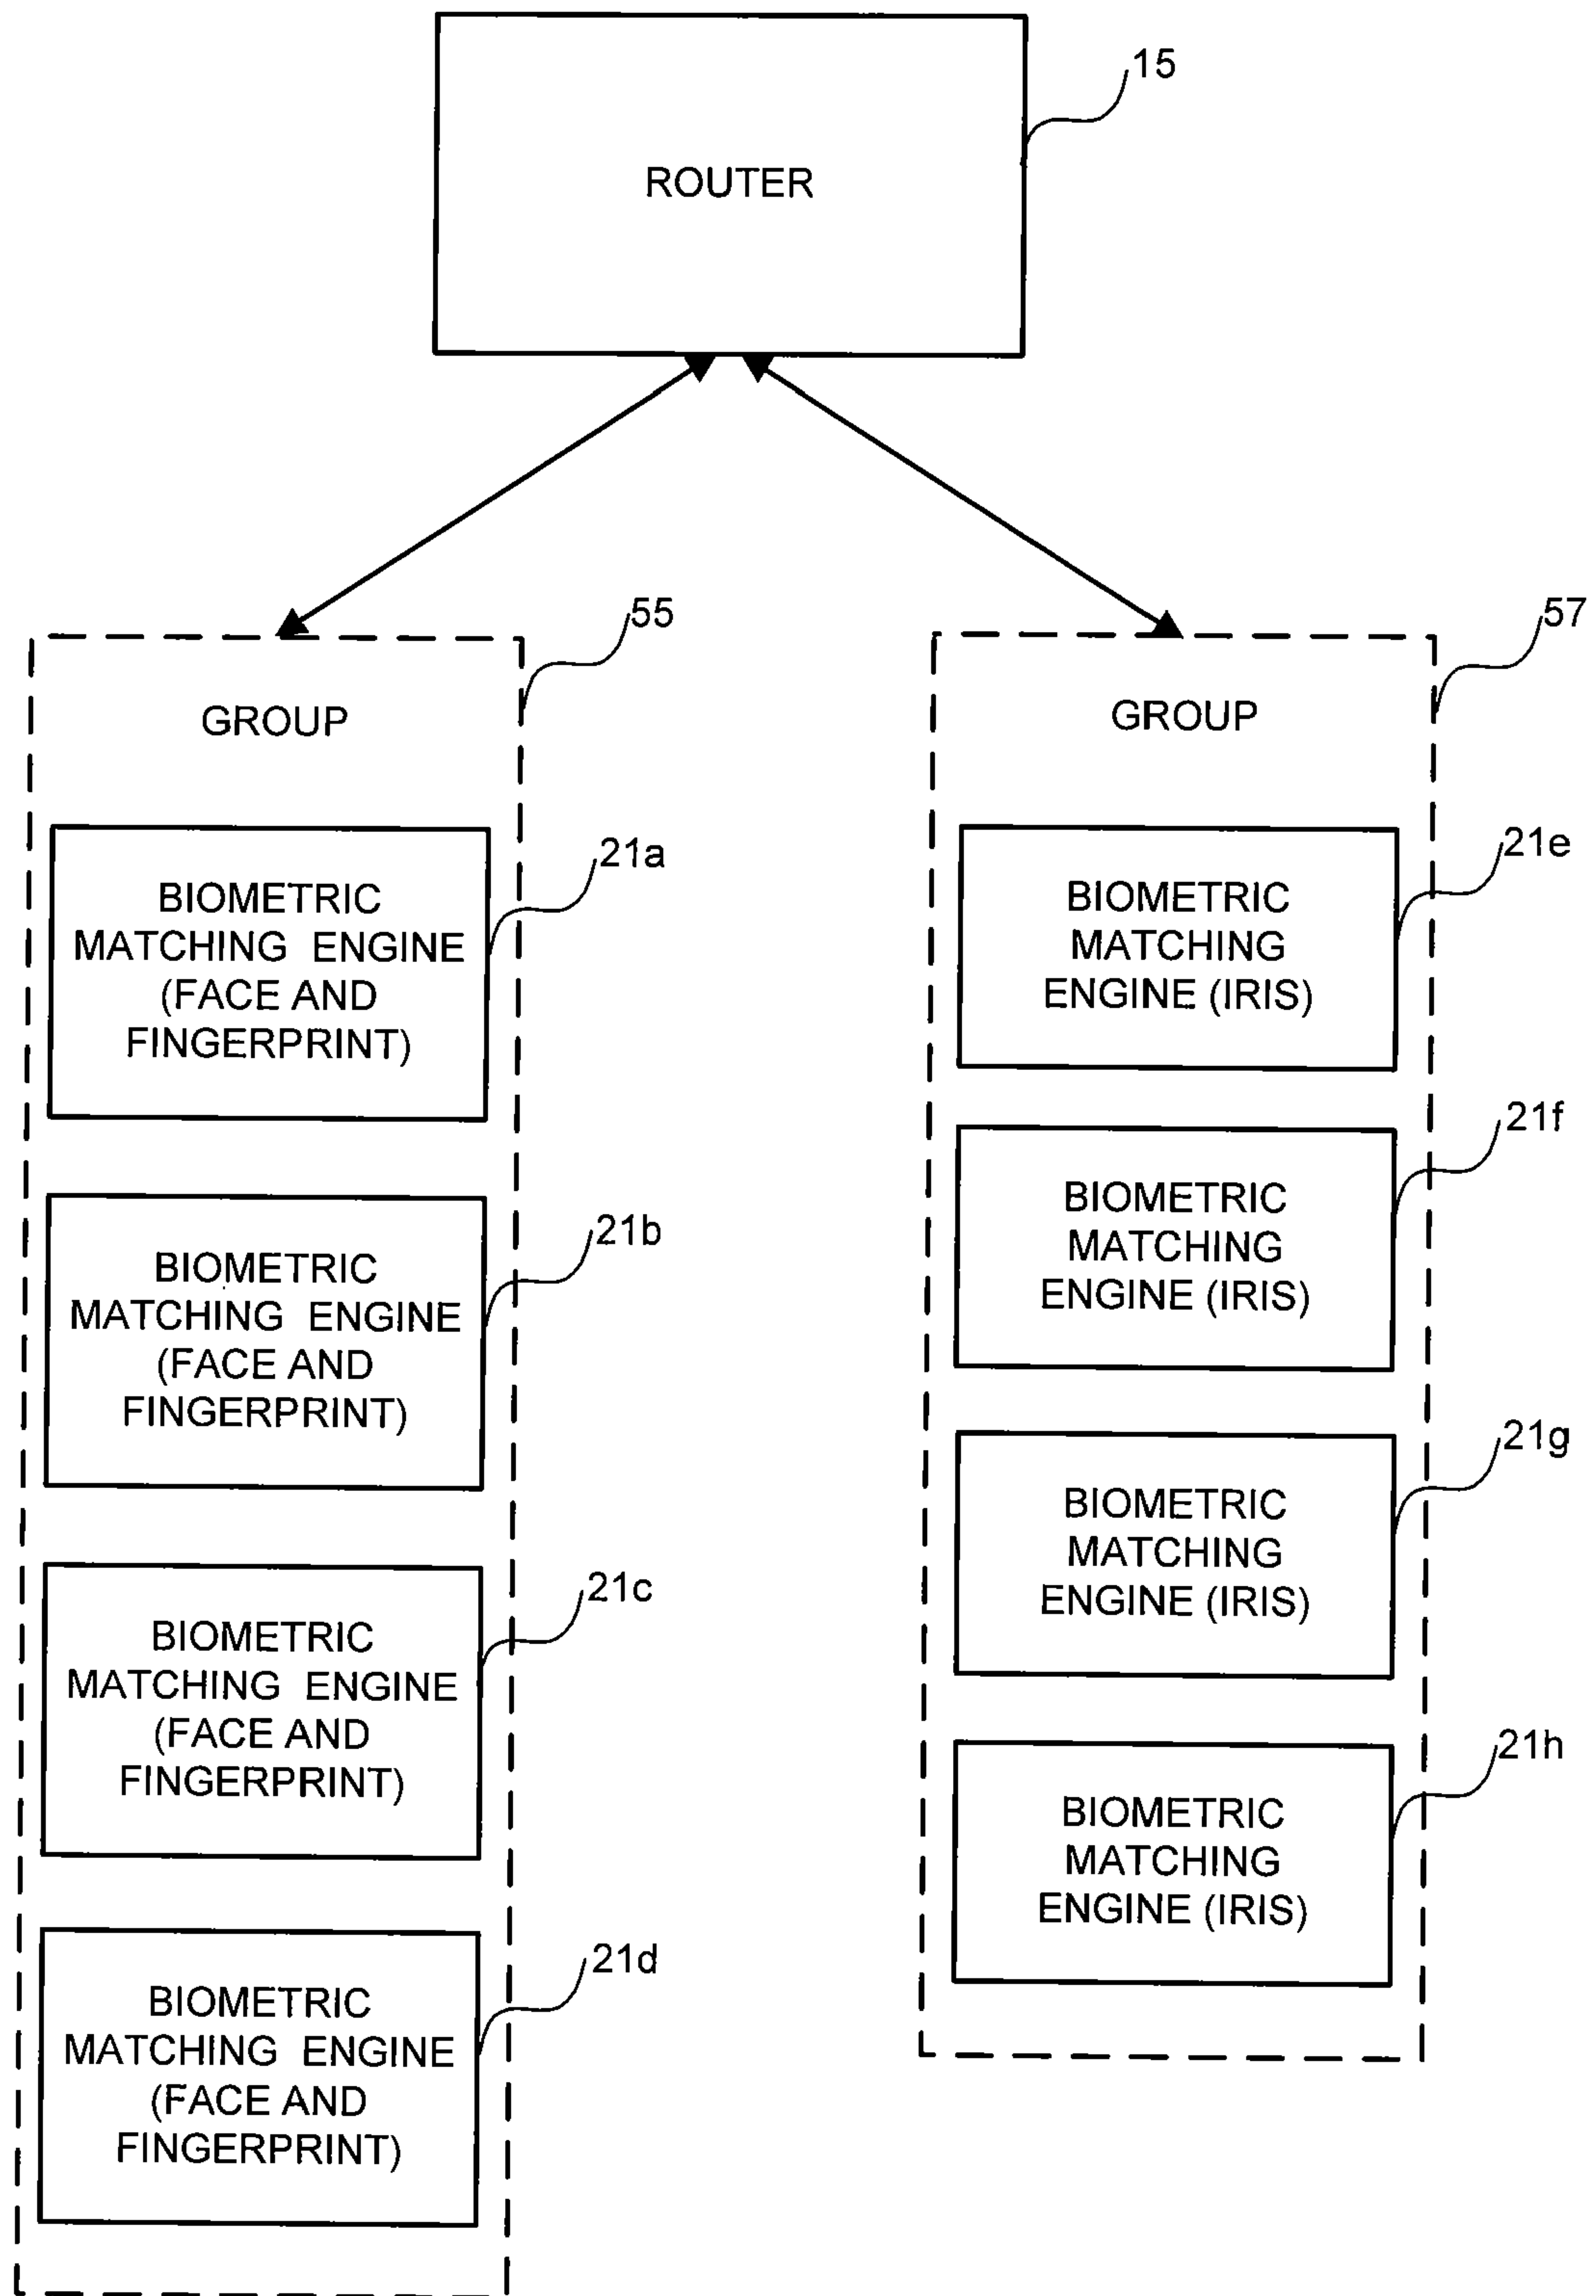 15
ROUTER
55
GROUP
21a
BIOMETRIC
MATCHING ENGINE
(FACE AND
FINGERPRINT)
21b
BIOMETRIC
MATCHING ENGINE
(FACE AND
FINGERPRINT)
21c
BIOMETRIC
MATCHING ENGINE
(FACE AND
FINGERPRINT)
21d
BIOMETRIC
MATCHING ENGINE
(FACE AND
FINGERPRINT)
57
GROUP
21e
BIOMETRIC
MATCHING
ENGINE (IRIS)
21f
BIOMETRIC
MATCHING
ENGINE (IRIS)
21g
BIOMETRIC
MATCHING
ENGINE (IRIS)
21h
BIOMETRIC
MATCHING
ENGINE (IRIS)